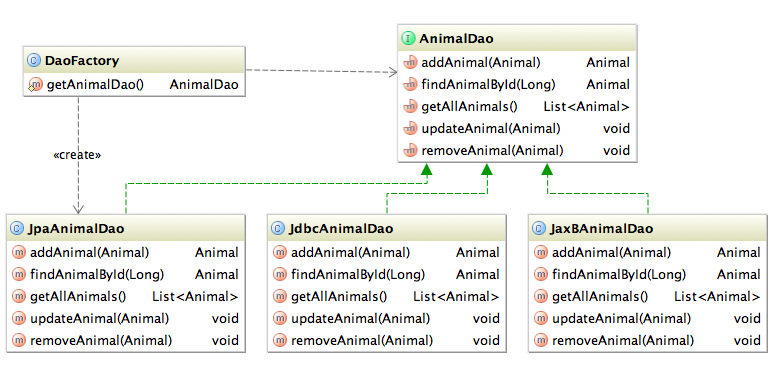 DaoFactory
getAnimalDao() AnimalDao
AnimalDao
addAnimal(Animal) Animal
findAnimalById(Long) Animal
getAllAnimals() List<Animal>
updateAnimal(Animal) void
removeAnimal(Animal) void
«create»
JpaAnimalDao
addAnimal(Animal) Animal
findAnimalById(Long) Animal
getAllAnimals() List<Animal>
updateAnimal(Animal) void
removeAnimal(Animal) void
JdbcAnimalDao
addAnimal(Animal) Animal
findAnimalById(Long) Animal
getAllAnimals() List<Animal>
updateAnimal(Animal) void
removeAnimal(Animal) void
JaxBAnimalDao
addAnimal(Animal) Animal
findAnimalById(Long) Animal
getAllAnimals() List<Animal>
updateAnimal(Animal) void
removeAnimal(Animal) void